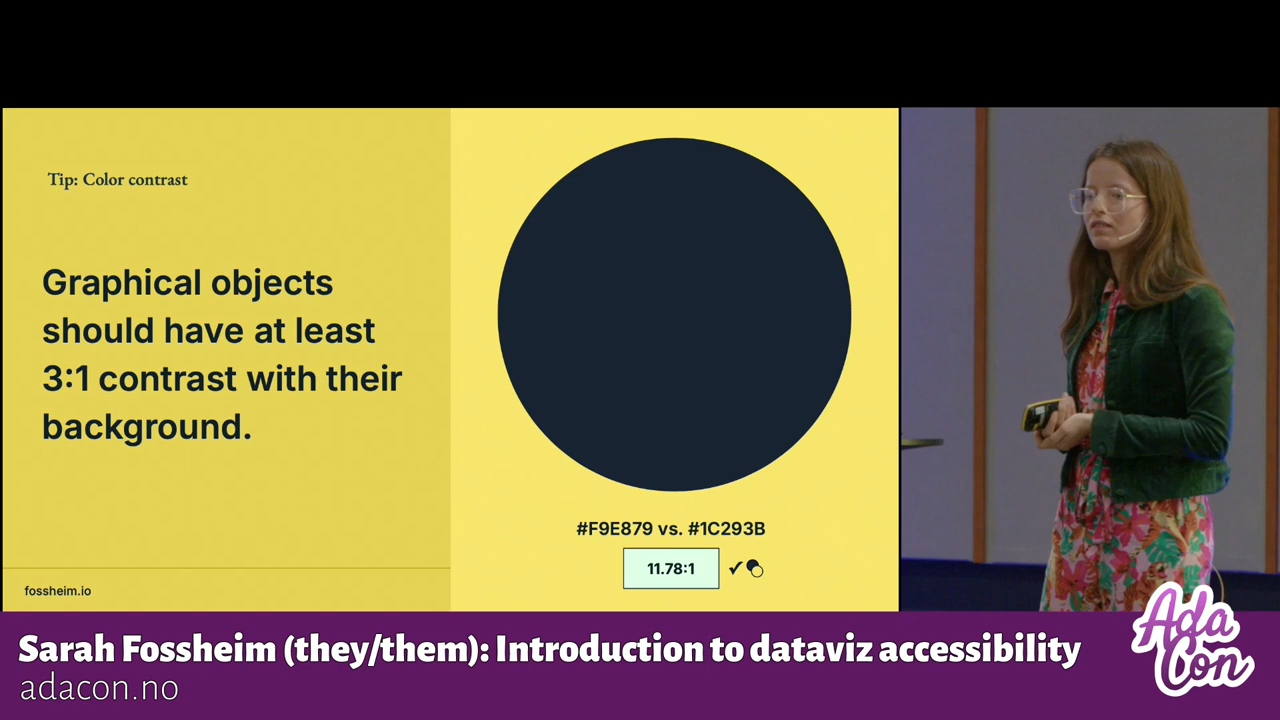 Tip: Color contrast
Graphical objects
should have at least
3:1 contrast with their
background.
fossheim.io
#F9E879 vs. #1C293B
11.78:1 ✓
Sarah Fossheim (they/them): Introduction to dataviz accessibility
adacon.no
Ada
Con